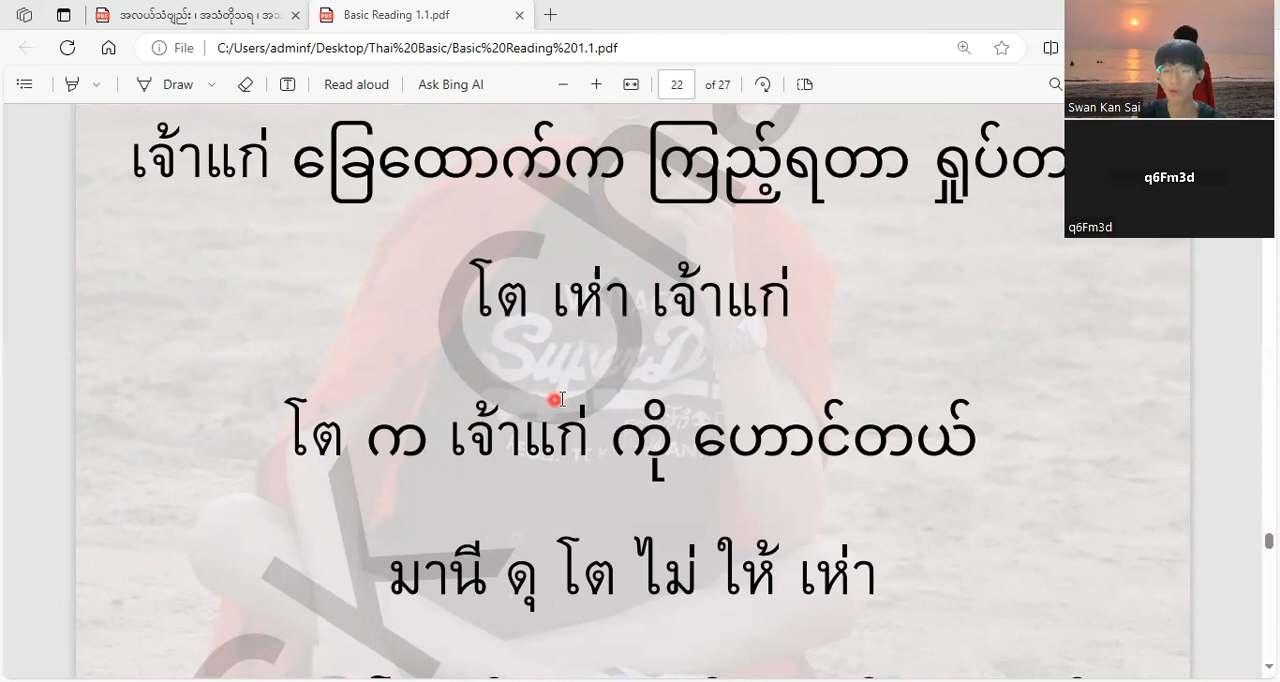 အလယ်သံဗျည်း ၊ အသံတိုသရ ၊ အသ
Basic Reading 1.1.pdf
File
C:/Users/adminf/Desktop/Thai%20Basic/Basic%20Reading%201.1.pdf
Draw
Read aloud
Ask Bing AI
22
of 27
Swan Kan Sai
q6Fm3d
q6Fm3d
เจ้าแก่ ခြေထောက်က ကြည့်ရတာ ရှုပ်တ
โต เห่า เจ้าแก่
โต က เจ้าแก่ ကို ဟောင်တယ်
มานี ดุ โต ไม่ ให้ เห่า